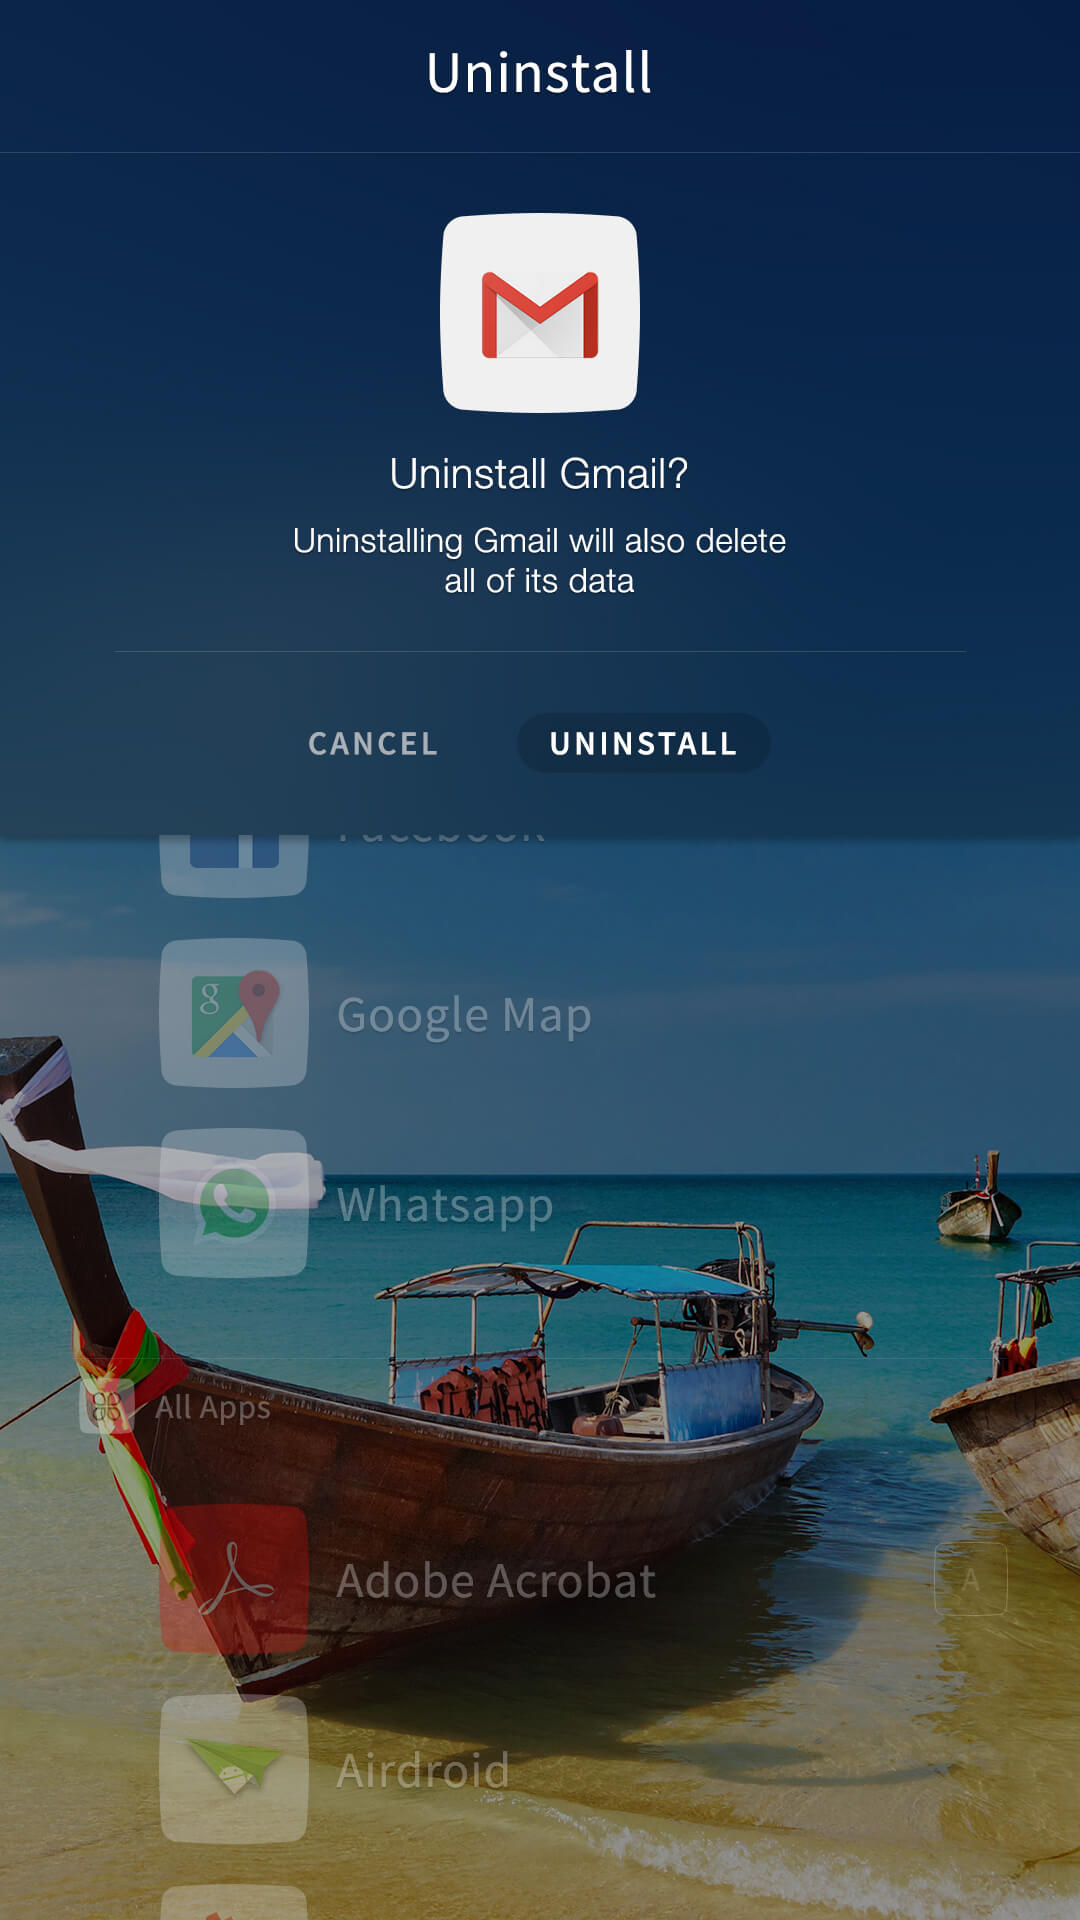 Uninstall
Uninstall Gmail?
Uninstalling Gmail will also delete
all of its data
CANCEL
UNINSTALL
Facebook
g
Google Map
Whatsapp
All Apps
Adobe Acrobat
A
Airdroid